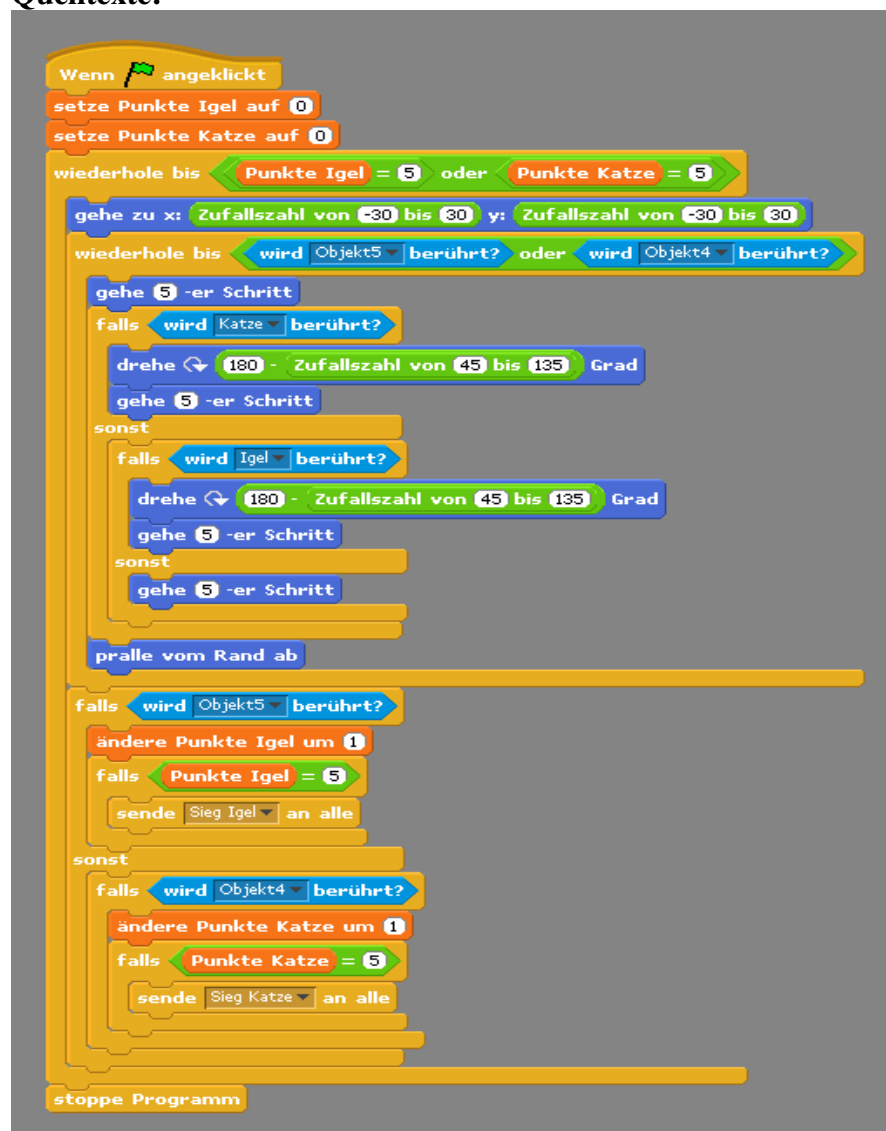 Quelltexte:
Wenn angeklickt
setze Punkte Igel auf 0
setze Punkte Katze auf 0
wiederhole bis Punkte Igel = 5 oder Punkte Katze = 5
gehe zu x: Zufallszahl von -30 bis 30 y: Zufallszahl von -30 bis 30
wiederhole bis wird Objekt5 berührt? oder wird Objekt4 berührt?
gehe 5 -er Schritt
falls wird Katze berührt?
drehe 180 - Zufallszahl von 45 bis 135 Grad
gehe 5 -er Schritt
sonst
falls wird Igel berührt?
drehe 180 - Zufallszahl von 45 bis 135 Grad
gehe 5 -er Schritt
sonst
gehe 5 -er Schritt
pralle vom Rand ab
falls wird Objekt5 berührt?
ändere Punkte Igel um 1
falls Punkte Igel = 5
sende Sieg Igel an alle
sonst
falls wird Objekt4 berührt?
ändere Punkte Katze um 1
falls Punkte Katze = 5
sende Sieg Katze an alle
stoppe Programm